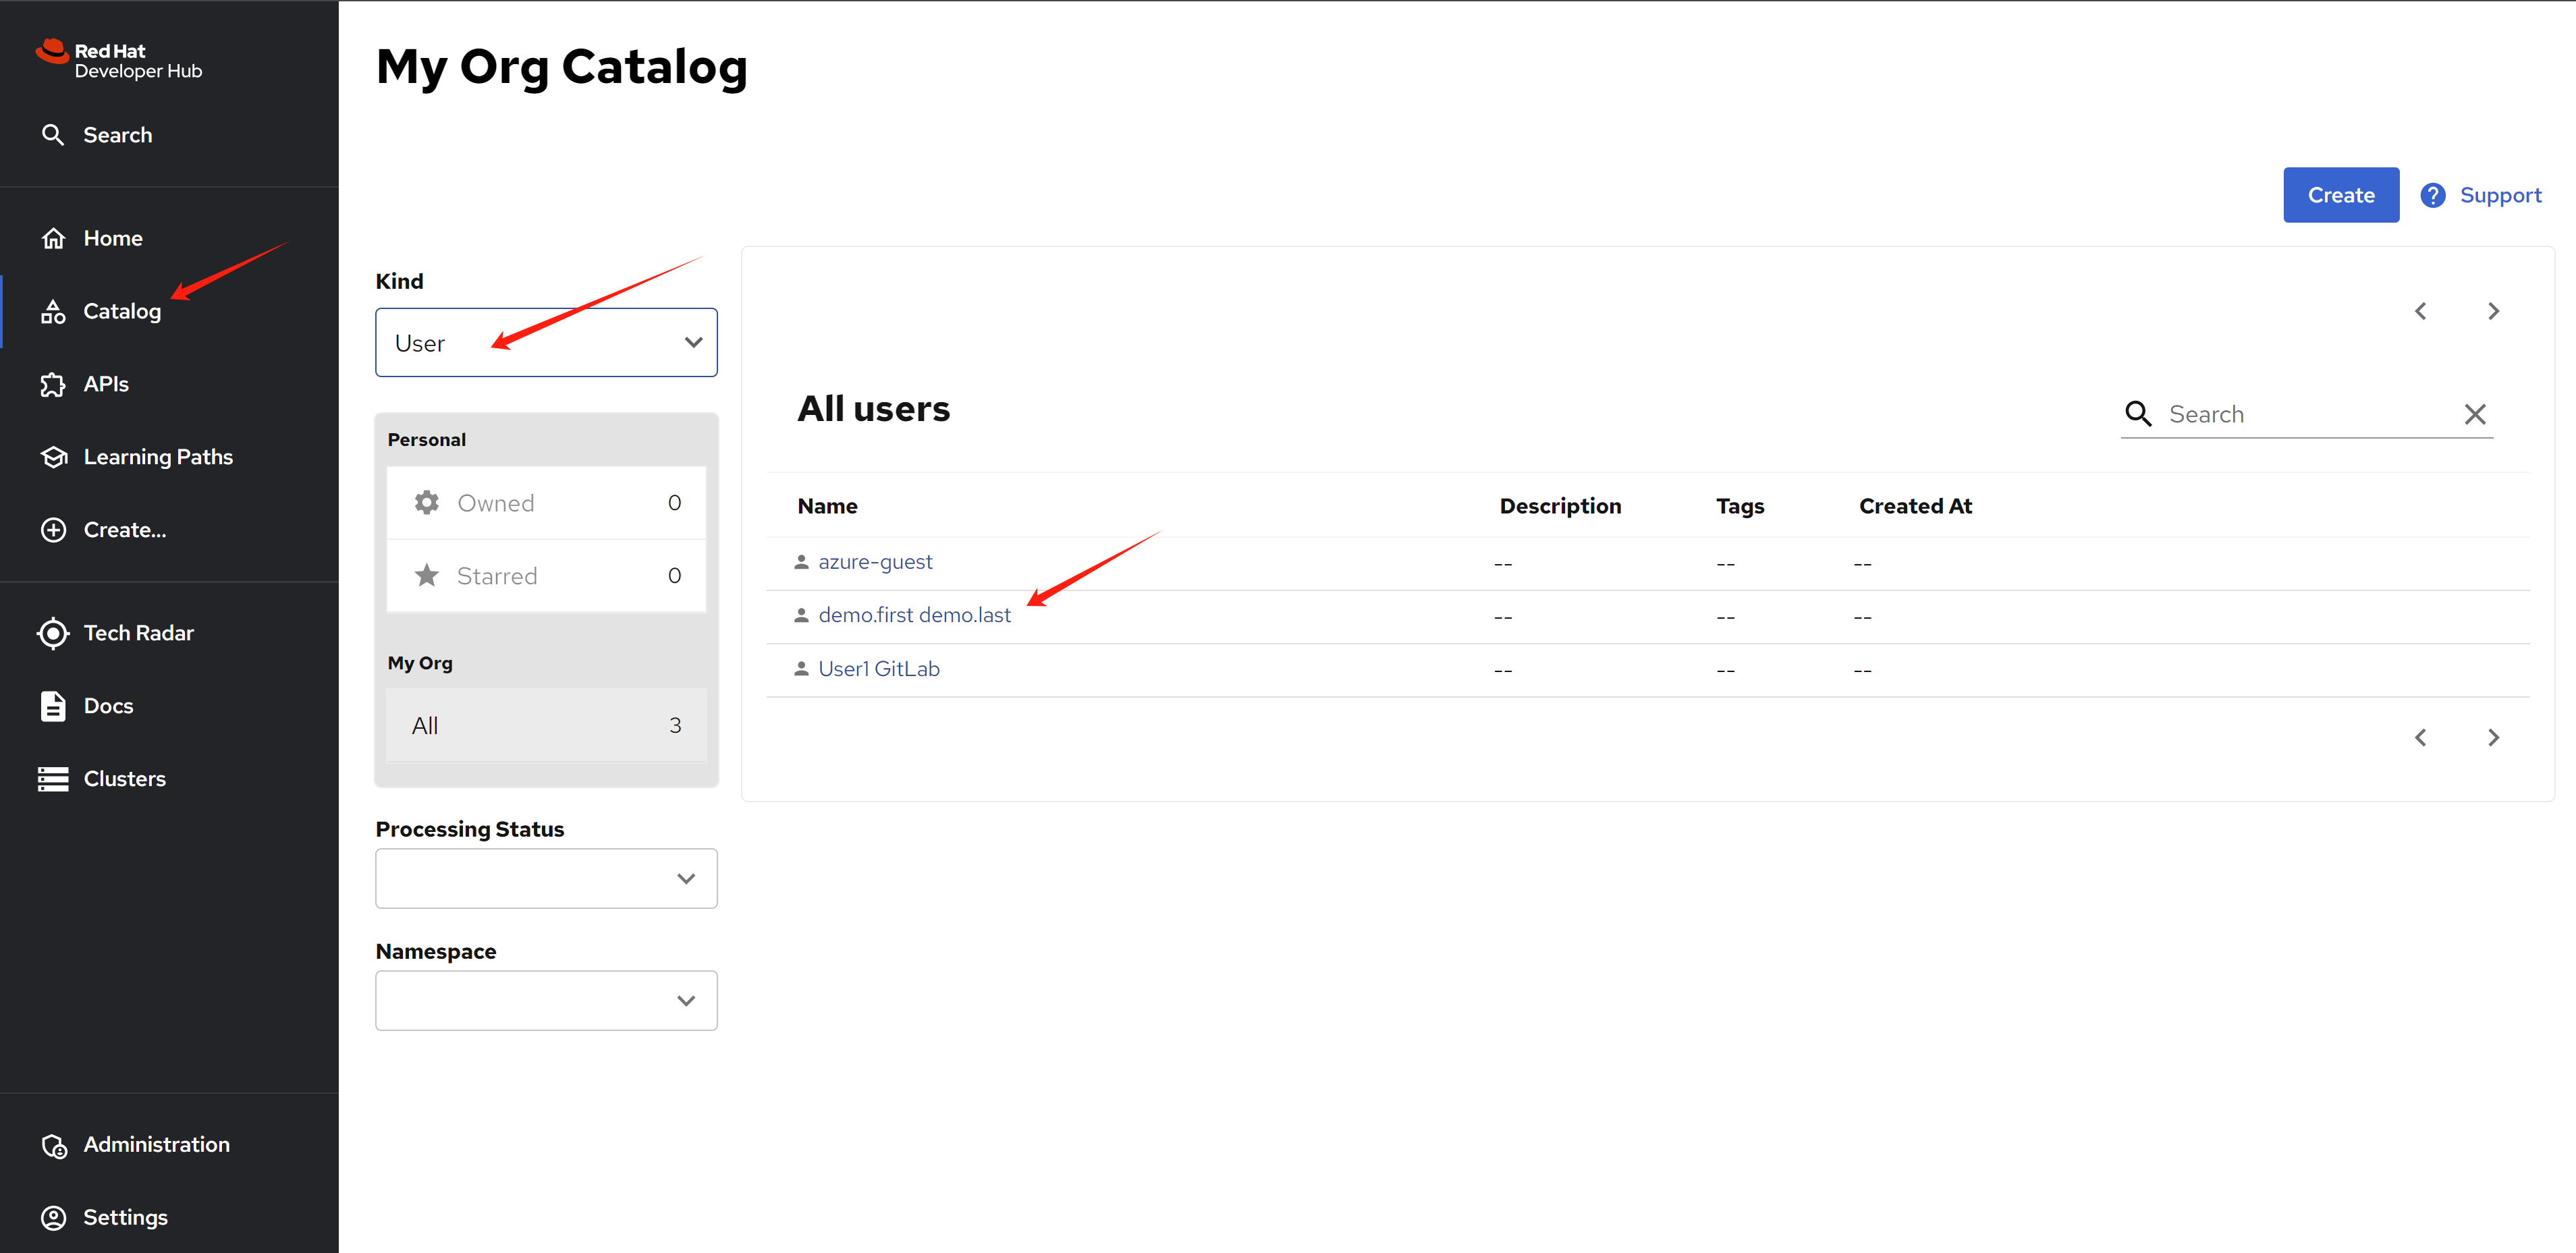 Red Hat
Developer Hub
Search
Home
Catalog
APIs
Learning Paths
Create...
Tech Radar
Docs
Clusters
Administration
Settings
My Org Catalog
Create
Support
Kind
User
Personal
Owned 0
Starred 0
My Org
All 3
Processing Status
Namespace
All users
Search
Name Description Tags Created At
azure-guest -- -- --
demo.first demo.last -- -- --
User1 GitLab -- -- --